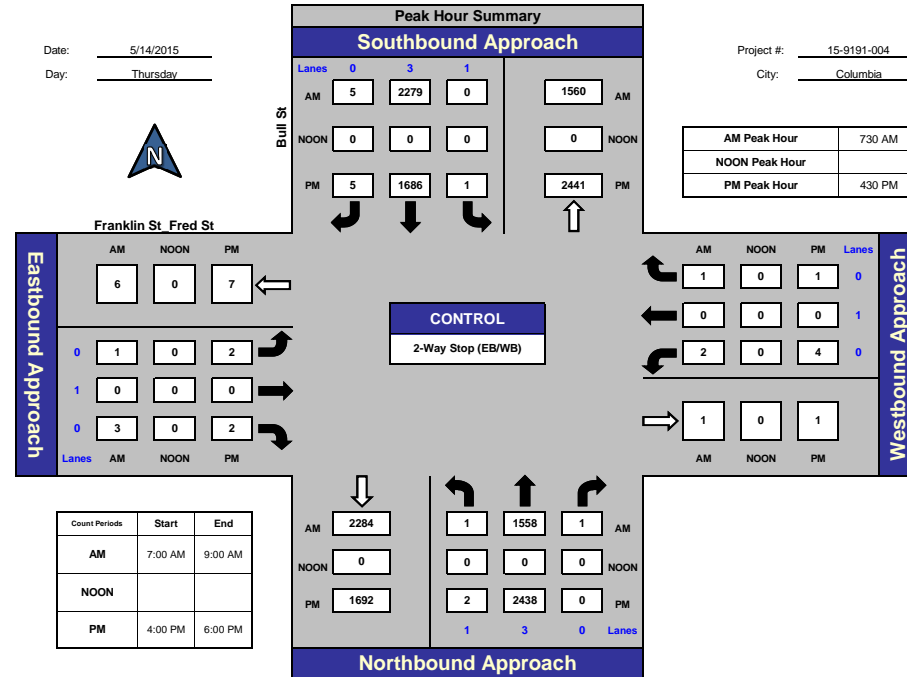 Peak Hour Summary
Southbound Approach
Date: 5/14/2015
Day: Thursday
Project #: 15-9191-004
City: Columbia
N
Bull St
Lanes 0 3 1
AM 5 2279 0 1560 AM
NOON 0 0 0 0 NOON
PM 5 1686 1 2441 PM
AM Peak Hour 730 AM
NOON Peak Hour
PM Peak Hour 430 PM
Franklin St_Fred St
Eastbound Approach
AM NOON PM
6 0 7
0 1 0 2
1 0 0 0
0 3 0 2
Lanes AM NOON PM
CONTROL
2-Way Stop (EB/WB)
AM NOON PM Lanes
1 0 1 0
0 0 0 1
2 0 4 0
1 0 1
AM NOON PM
Westbound Approach
Count Periods Start End
AM 7:00 AM 9:00 AM
NOON
PM 4:00 PM 6:00 PM
AM 2284 1 1558 1 AM
NOON 0 0 0 0 NOON
PM 1692 2 2438 0 PM
1 3 0 Lanes
Northbound Approach